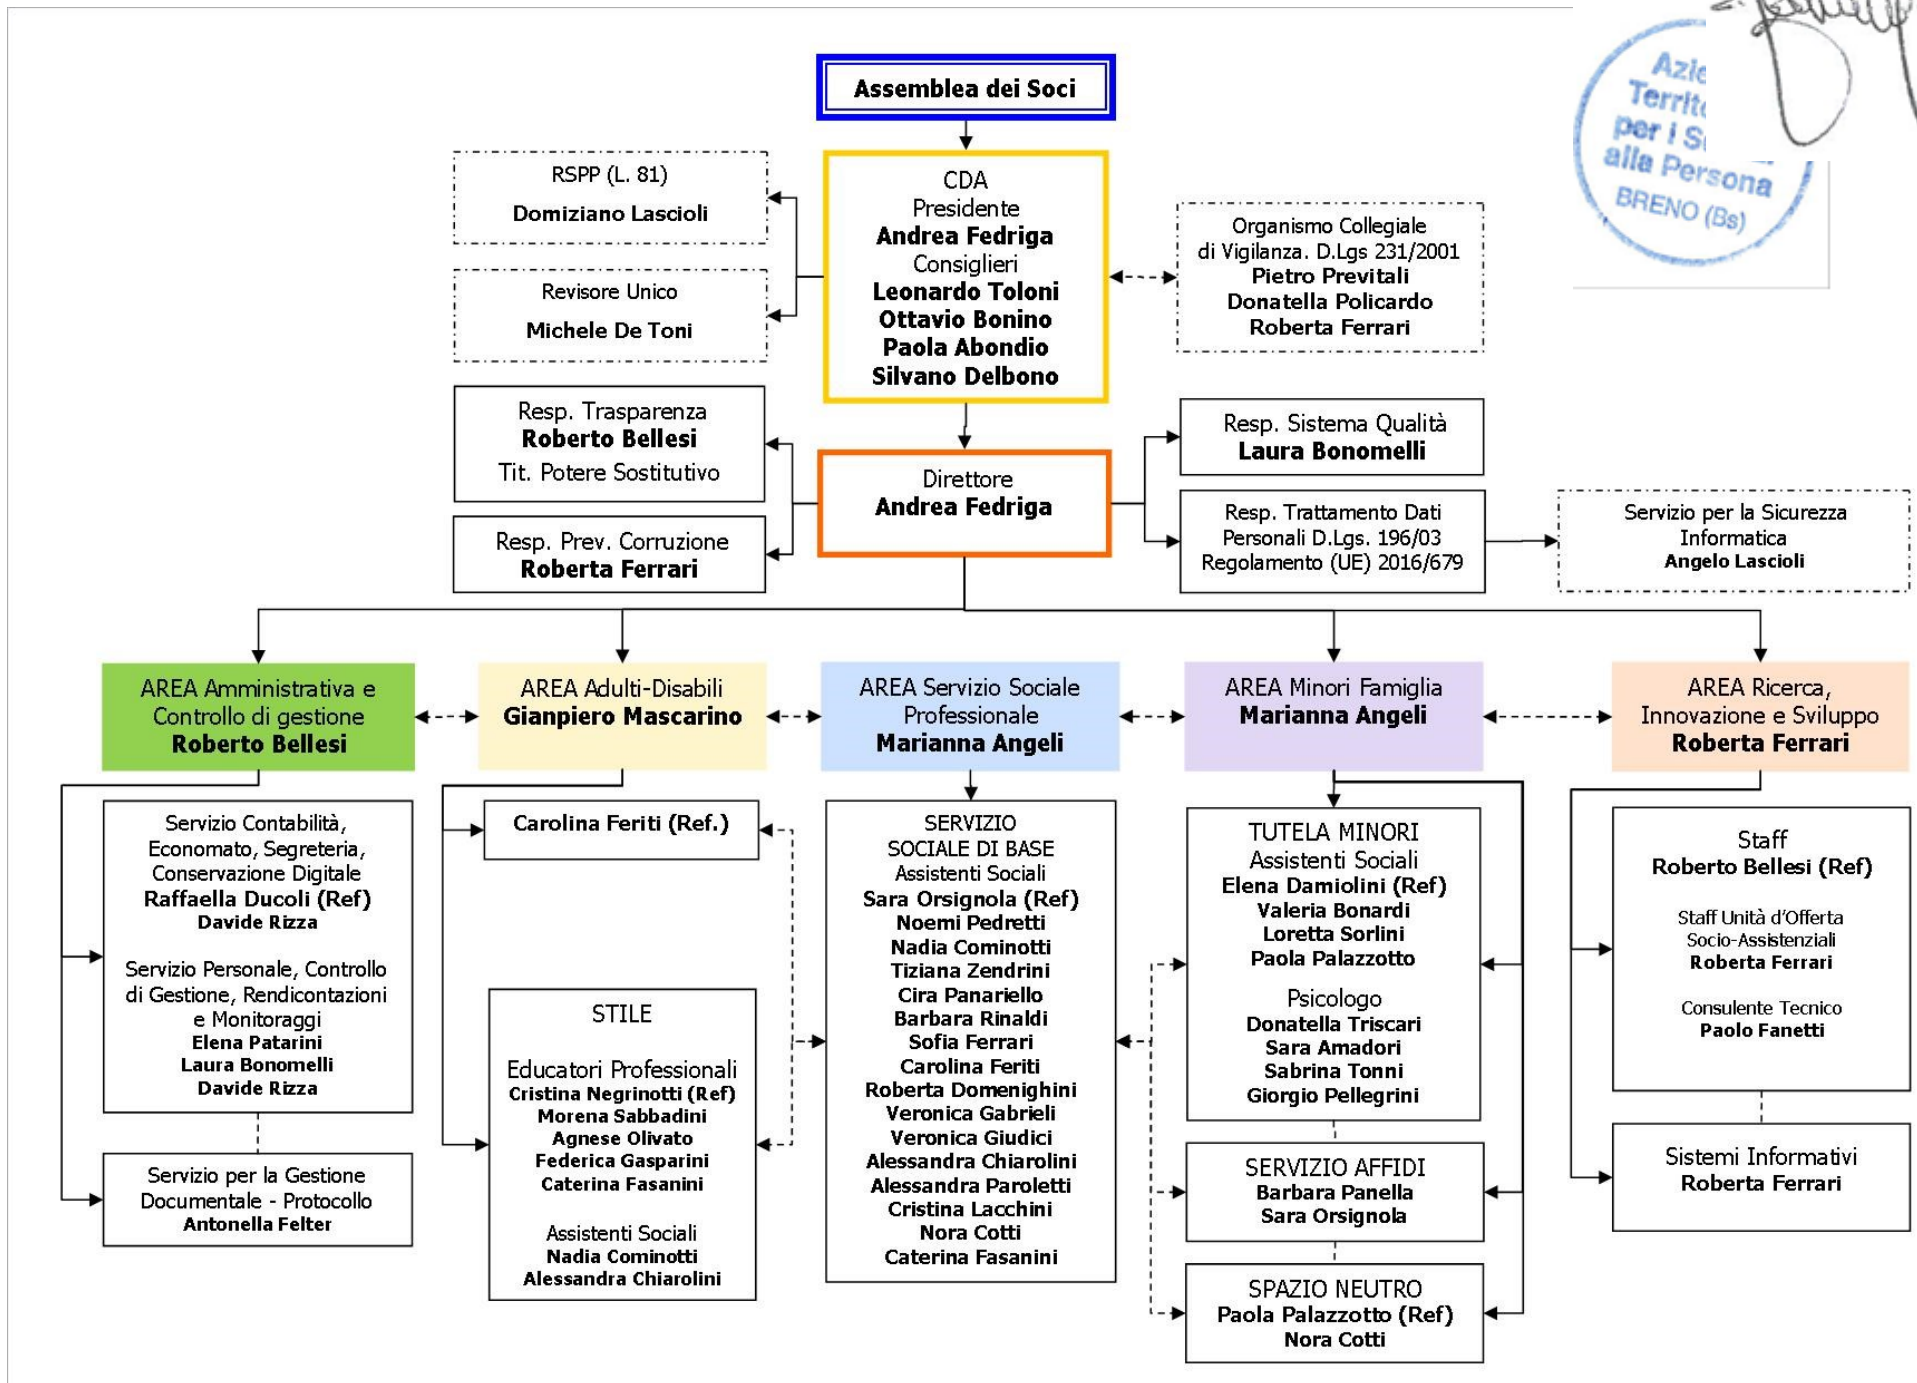 Azie
Territo
per i S
alla Persona
BRENO (Bs)
Assemblea dei Soci
RSPP (L. 81)
Domiziano Lascioli
Revisore Unico
Michele De Toni
CDA
Presidente
Andrea Fedriga
Consiglieri
Leonardo Toloni
Ottavio Bonino
Paola Abondio
Silvano Delbono
Organismo Collegiale
di Vigilanza. D.Lgs 231/2001
Pietro Previtali
Donatella Policardo
Roberta Ferrari
Resp. Trasparenza
Roberto Bellesi
Tit. Potere Sostitutivo
Resp. Prev. Corruzione
Roberta Ferrari
Direttore
Andrea Fedriga
Resp. Sistema Qualità
Laura Bonomelli
Resp. Trattamento Dati
Personali D.Lgs. 196/03
Regolamento (UE) 2016/679
Servizio per la Sicurezza
Informatica
Angelo Lascioli
AREA Amministrativa e
Controllo di gestione
Roberto Bellesi
AREA Adulti-Disabili
Gianpiero Mascarino
AREA Servizio Sociale
Professionale
Marianna Angeli
AREA Minori Famiglia
Marianna Angeli
AREA Ricerca,
Innovazione e Sviluppo
Roberta Ferrari
Servizio Contabilità,
Economato, Segreteria,
Conservazione Digitale
Raffaella Ducoli (Ref)
Davide Rizza
Servizio Personale, Controllo
di Gestione, Rendicontazioni
e Monitoraggi
Elena Patarini
Laura Bonomelli
Davide Rizza
Servizio per la Gestione
Documentale - Protocollo
Antonella Felter
Carolina Feriti (Ref.)
STILE
Educatori Professionali
Cristina Negrinotti (Ref)
Morena Sabbadini
Agnese Olivato
Federica Gasparini
Caterina Fasanini
Assistenti Sociali
Nadia Cominotti
Alessandra Chiarolini
SERVIZIO
SOCIALE DI BASE
Assistenti Sociali
Sara Orsignola (Ref)
Noemi Pedretti
Nadia Cominotti
Tiziana Zendrini
Cira Panariello
Barbara Rinaldi
Sofia Ferrari
Carolina Feriti
Roberta Domenighini
Veronica Gabrieli
Veronica Giudici
Alessandra Chiarolini
Alessandra Paroletti
Cristina Lacchini
Nora Cotti
Caterina Fasanini
TUTELA MINORI
Assistenti Sociali
Elena Damiolini (Ref)
Valeria Bonardi
Loretta Sorlini
Paola Palazzotto
Psicologo
Donatella Triscari
Sara Amadori
Sabrina Tonni
Giorgio Pellegrini
SERVIZIO AFFIDI
Barbara Panella
Sara Orsignola
SPAZIO NEUTRO
Paola Palazzotto (Ref)
Nora Cotti
Staff
Roberto Bellesi (Ref)
Staff Unità d'Offerta
Socio-Assistenziali
Roberta Ferrari
Consulente Tecnico
Paolo Fanetti
Sistemi Informativi
Roberta Ferrari